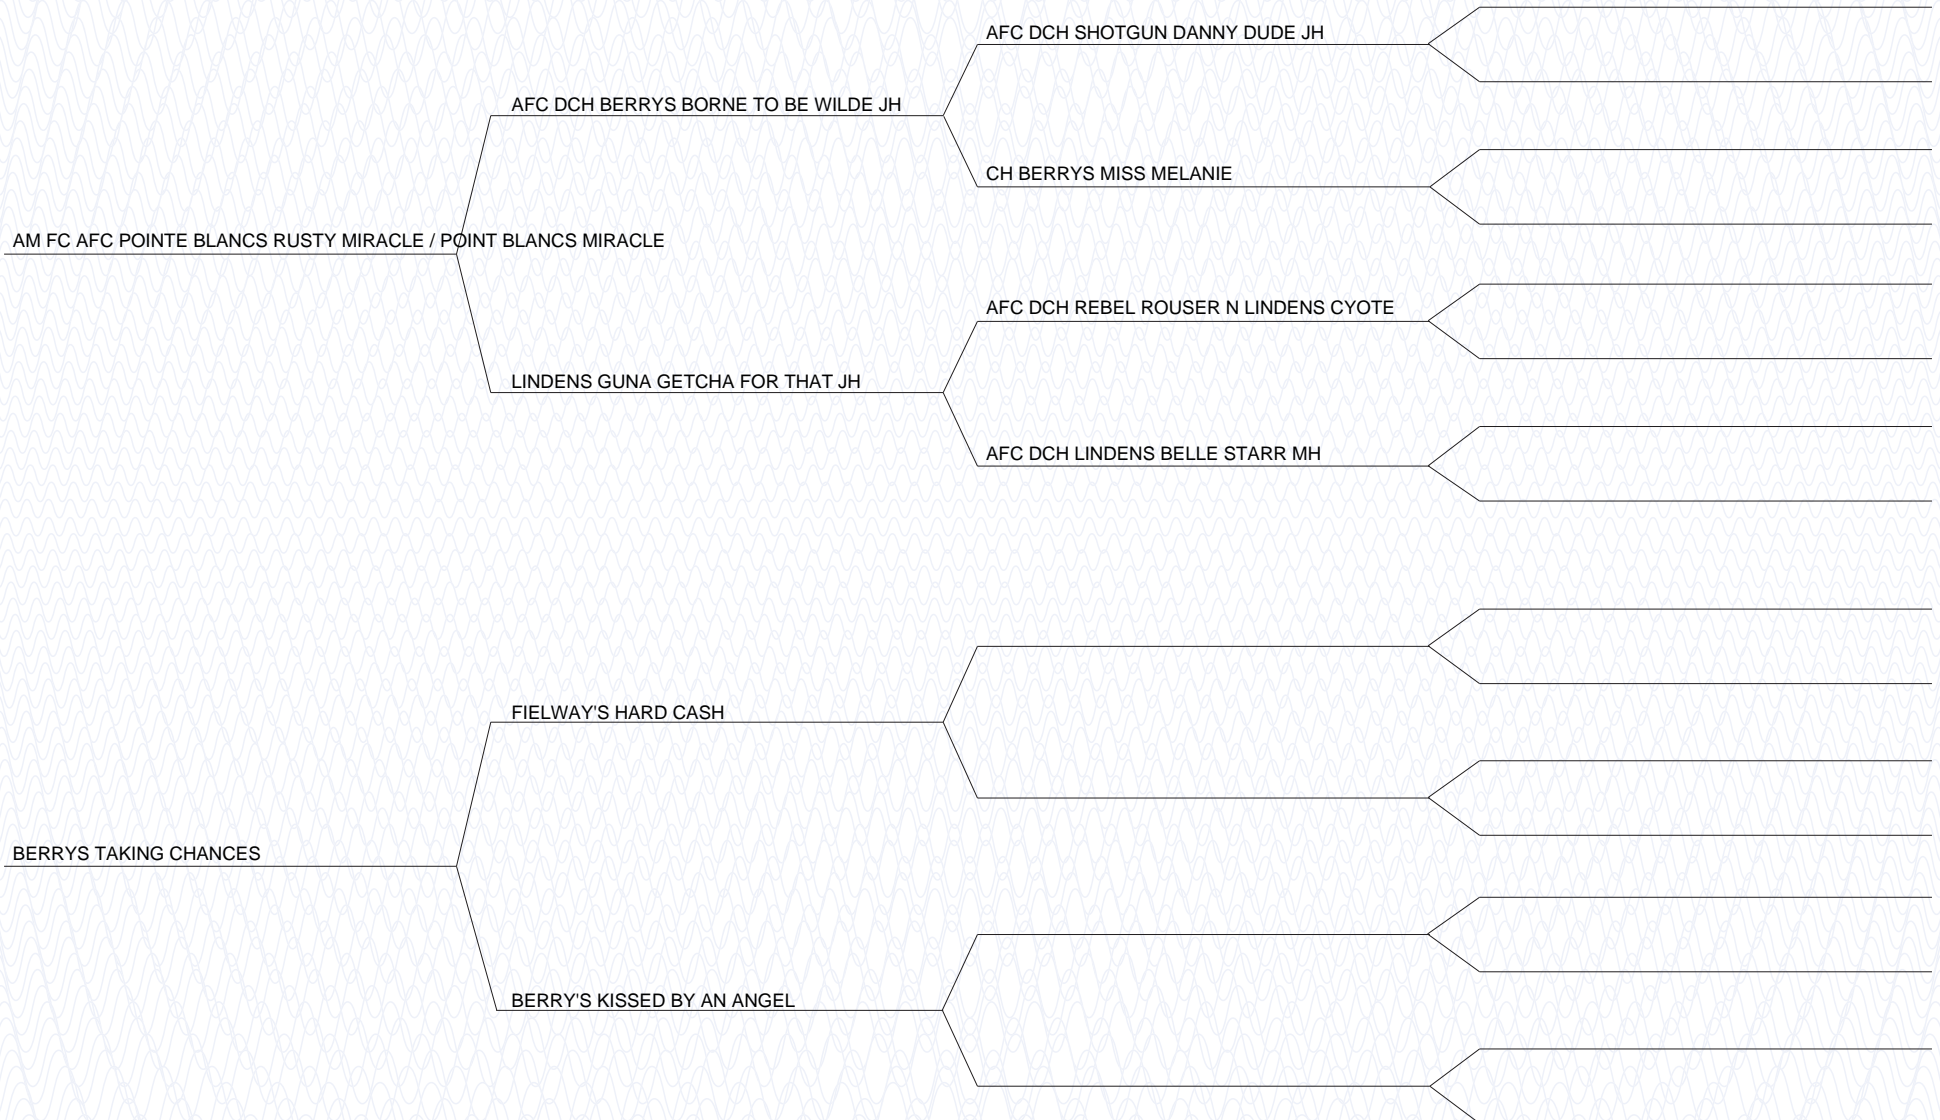 AFC DCH SHOTGUN DANNY DUDE JH
AFC DCH BERRYS BORNE TO BE WILDE JH
CH BERRYS MISS MELANIE
AM FC AFC POINTE BLANCS RUSTY MIRACLE / POINT BLANCS MIRACLE
AFC DCH REBEL ROUSER N LINDENS CYOTE
LINDENS GUNA GETCHA FOR THAT JH
AFC DCH LINDENS BELLE STARR MH
FIELWAY'S HARD CASH
BERRYS TAKING CHANCES
BERRY'S KISSED BY AN ANGEL